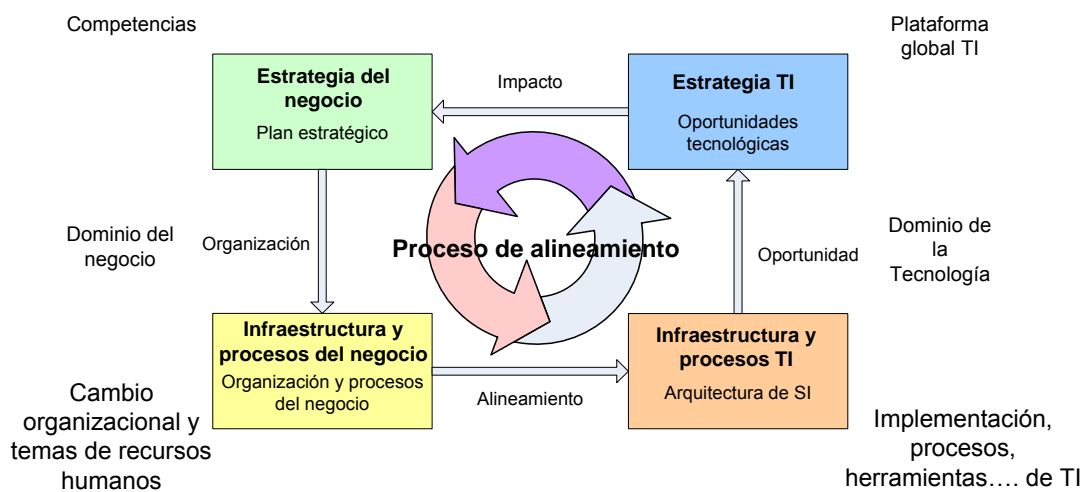 Competencias
Plataforma
global TI
Estrategia del
negocio
Plan estratégico
Impacto
Estrategia TI
Oportunidades
tecnológicas
Dominio del
negocio
Organización
Proceso de alineamiento
Oportunidad
Dominio de
la
Tecnología
Infraestructura y
procesos del negocio
Organización y procesos
del negocio
Alineamiento
Infraestructura y
procesos TI
Arquitectura de SI
Cambio
organizacional y
temas de recursos
humanos
Implementación,
procesos,
herramientas…. de TI